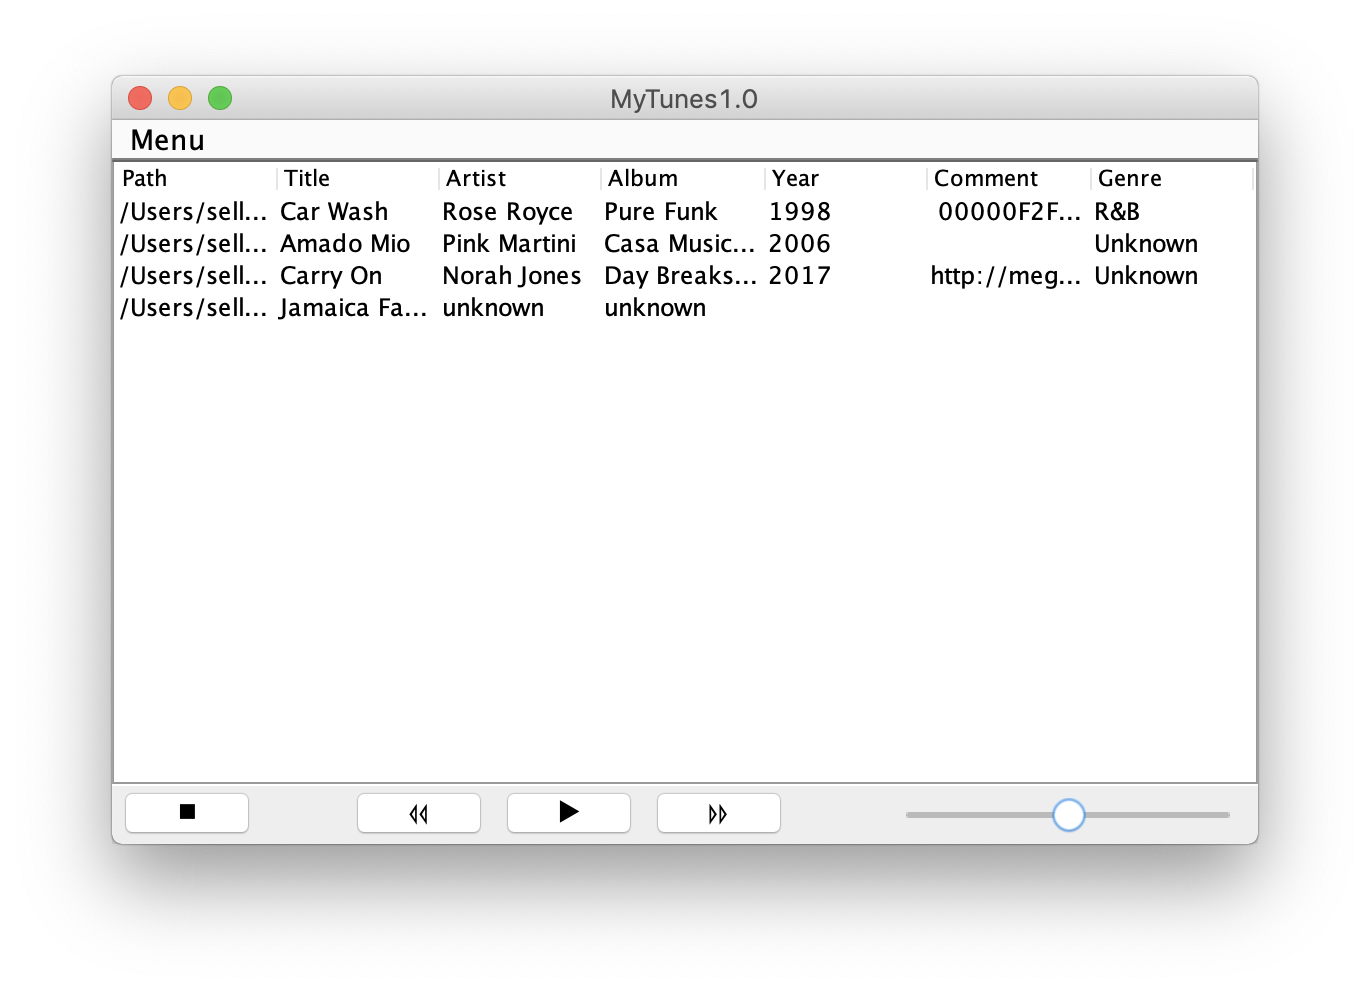 MyTunes1.0
Menu
Path Title Artist Album Year Comment Genre
/Users/sell... Car Wash Rose Royce Pure Funk 1998 00000F2F... R&B
/Users/sell... Amado Mio Pink Martini Casa Music... 2006 Unknown
/Users/sell... Carry On Norah Jones Day Breaks... 2017 http://meg... Unknown
/Users/sell... Jamaica Fa... unknown unknown